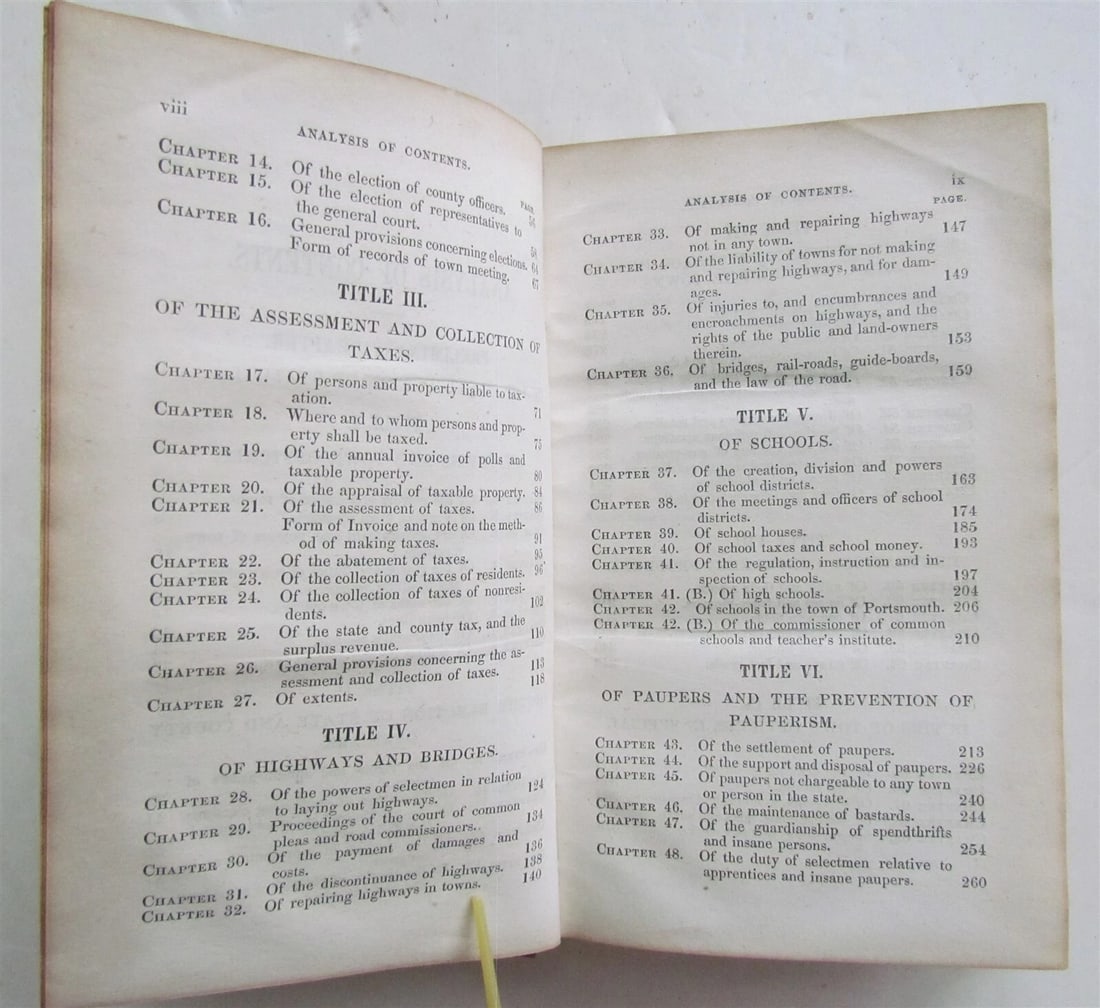 viii
ANALYSIS OF CONTENTS.
PAGE
CHAPTER 14. Of the election of county officers. 56
CHAPTER 15. Of the election of representatives to
the general court. 58
CHAPTER 16. General provisions concerning elections. 64
Form of records of town meeting. 67
TITLE III.
OF THE ASSESSMENT AND COLLECTION OF
TAXES.
CHAPTER 17. Of persons and property liable to tax-
ation. 71
CHAPTER 18. Where and to whom persons and prop-
erty shall be taxed. 75
CHAPTER 19. Of the annual invoice of polls and
taxable property. 80
CHAPTER 20. Of the appraisal of taxable property. 84
CHAPTER 21. Of the assessment of taxes. 86
Form of Invoice and note on the meth-
od of making taxes. 91
CHAPTER 22. Of the abatement of taxes. 95
CHAPTER 23. Of the collection of taxes of residents. 96
CHAPTER 24. Of the collection of taxes of nonresi-
dents. 102
CHAPTER 25. Of the state and county tax, and the
surplus revenue. 110
CHAPTER 26. General provisions concerning the as-
sessment and collection of taxes. 113
CHAPTER 27. Of extents. 118
TITLE IV.
OF HIGHWAYS AND BRIDGES.
CHAPTER 28. Of the powers of selectmen in relation
to laying out highways. 124
CHAPTER 29. Proceedings of the court of common
pleas and road commissioners. 134
CHAPTER 30. Of the payment of damages and
costs. 136
CHAPTER 31. Of the discontinuance of highways. 138
CHAPTER 32. Of repairing highways in towns. 140
ix
ANALYSIS OF CONTENTS.
PAGE.
CHAPTER 33. Of making and repairing highways
not in any town. 147
CHAPTER 34. Of the liability of towns for not making
and repairing highways, and for dam-
ages. 149
CHAPTER 35. Of injuries to, and encumbrances and
encroachments on highways, and the
rights of the public and land-owners
therein. 153
CHAPTER 36. Of bridges, rail-roads, guide-boards,
and the law of the road. 159
TITLE V.
OF SCHOOLS.
CHAPTER 37. Of the creation, division and powers
of school districts. 163
CHAPTER 38. Of the meetings and officers of school
districts. 174
CHAPTER 39. Of school houses. 185
CHAPTER 40. Of school taxes and school money. 193
CHAPTER 41. Of the regulation, instruction and in-
spection of schools. 197
CHAPTER 41. (B.) Of high schools. 204
CHAPTER 42. Of schools in the town of Portsmouth. 206
CHAPTER 42. (B.) Of the commissioner of common
schools and teacher's institute. 210
TITLE VI.
OF PAUPERS AND THE PREVENTION OF
PAUPERISM.
CHAPTER 43. Of the settlement of paupers. 213
CHAPTER 44. Of the support and disposal of paupers. 226
CHAPTER 45. Of paupers not chargeable to any town
or person in the state. 240
CHAPTER 46. Of the maintenance of bastards. 244
CHAPTER 47. Of the guardianship of spendthrifts
and insane persons. 254
CHAPTER 48. Of the duty of selectmen relative to
apprentices and insane paupers. 260